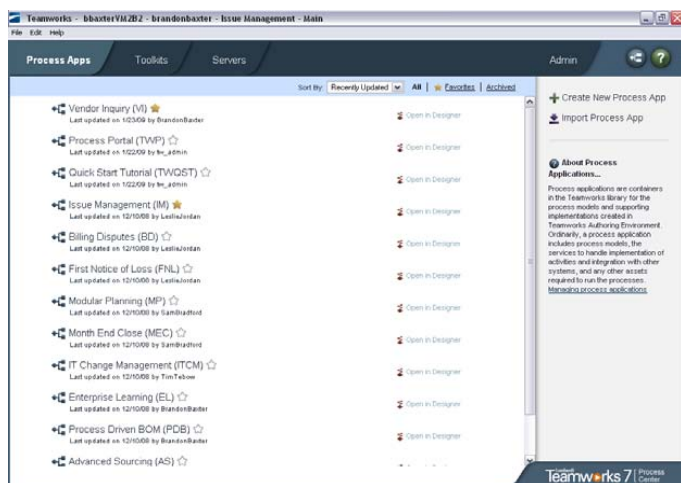 Teamworks - bbaxterVM2B2 - brandonbaxter - Issue Management - Main
File Edit Help
Process Apps Toolkits Servers Admin
Sort By: Recently Updated All | Favorites | Archived
Vendor Inquiry (VI)
Last updated on 1/23/09 by BrandonBaxter
Open in Designer
Process Portal (TWP)
Last updated on 1/22/09 by tw_admin
Open in Designer
Quick Start Tutorial (TWQST)
Last updated on 1/22/09 by tw_admin
Open in Designer
Issue Management (IM)
Last updated on 12/10/08 by LeslieJordan
Open in Designer
Billing Disputes (BD)
Last updated on 12/10/08 by LeslieJordan
Open in Designer
First Notice of Loss (FNL)
Last updated on 12/10/08 by LeslieJordan
Open in Designer
Modular Planning (MP)
Last updated on 12/10/08 by SamBradford
Open in Designer
Month End Close (MEC)
Last updated on 12/10/08 by SamBradford
Open in Designer
IT Change Management (ITCM)
Last updated on 12/10/08 by TimTebow
Open in Designer
Enterprise Learning (EL)
Last updated on 12/10/08 by BrandonBaxter
Open in Designer
Process Driven BOM (PDB)
Last updated on 12/10/08 by BrandonBaxter
Open in Designer
Advanced Sourcing (AS)
Create New Process App
Import Process App
About Process
Applications...
Process applications are containers
in the Teamworks library for the
process models and supporting
implementations created in
Teamworks Authoring Environment.
Ordinarily, a process application
includes process models, the
services to handle implementation of
activities and integration with other
systems, and any other assets
required to run the processes.
Managing process applications
Teamworks 7 | Process
Center